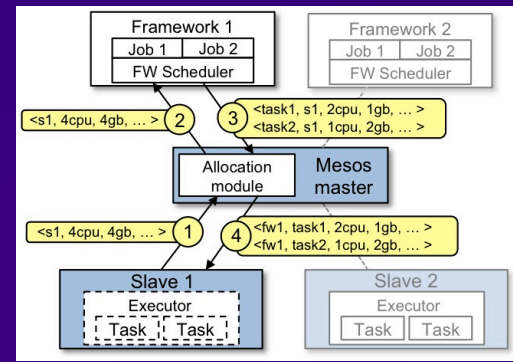 Framework 1
Job 1 Job 2
FW Scheduler
Framework 2
Job 1 Job 2
FW Scheduler
<s1, 4cpu, 4gb, ... >
2
3
<task1, s1, 2cpu, 1gb, ... >
<task2, s1, 1cpu, 2gb, ... >
Allocation
module
Mesos
master
<s1, 4cpu, 4gb, ... >
1
4
<fw1, task1, 2cpu, 1gb, ... >
<fw1, task2, 1cpu, 2gb, ... >
Slave 1
Executor
Task Task
Slave 2
Executor
Task Task